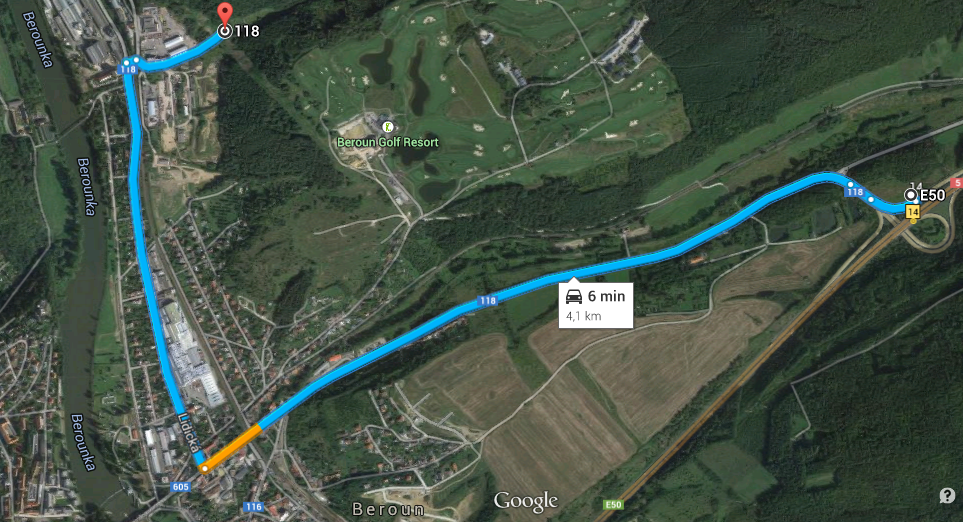 Berounka
118
118
Beroun Golf Resort
Berounka
14
5
118
E50
14
118
6 min
4,1 km
Lidická
Berounka
605
116
Beroun
Google
E50
?